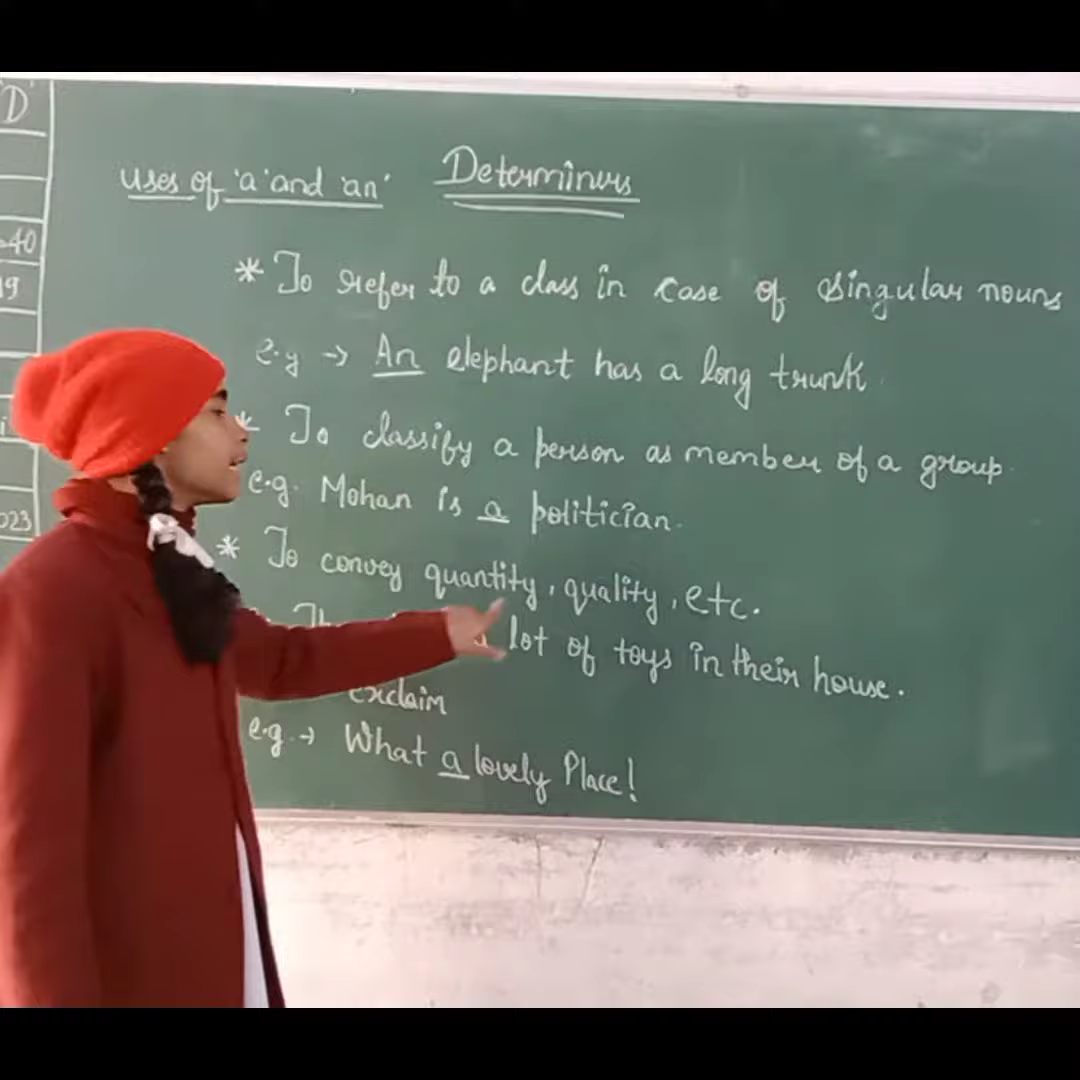 'D'
uses of 'a' and 'an' Determiners
40
19
* To refer to a class in case of singular nouns
e.g → An elephant has a long trunk.
* To classify a person as member of a group.
e.g. Mohan is a politician.
023
* To convey quantity, quality, etc.
a lot of toys in their house.
exclaim
e.g. → What a lovely Place!